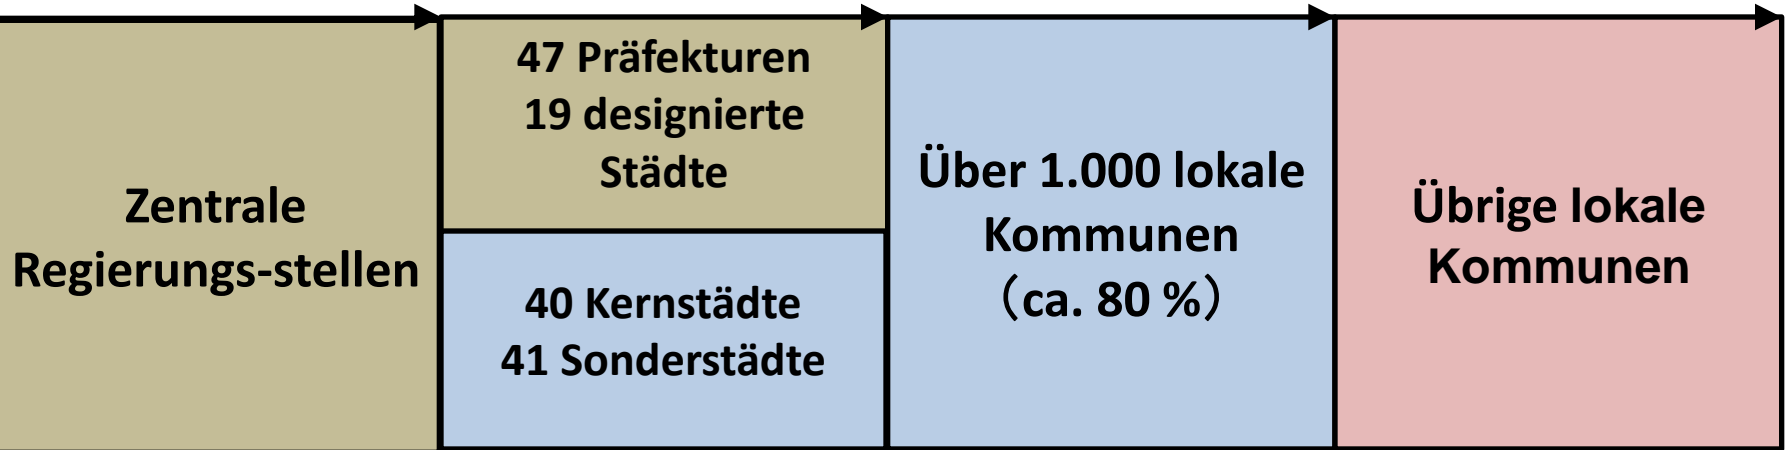 Zentrale
Regierungs-stellen
47 Präfekturen
19 designierte
Städte
40 Kernstädte
41 Sonderstädte
Über 1.000 lokale
Kommunen
（ca. 80 %）
Übrige lokale
Kommunen